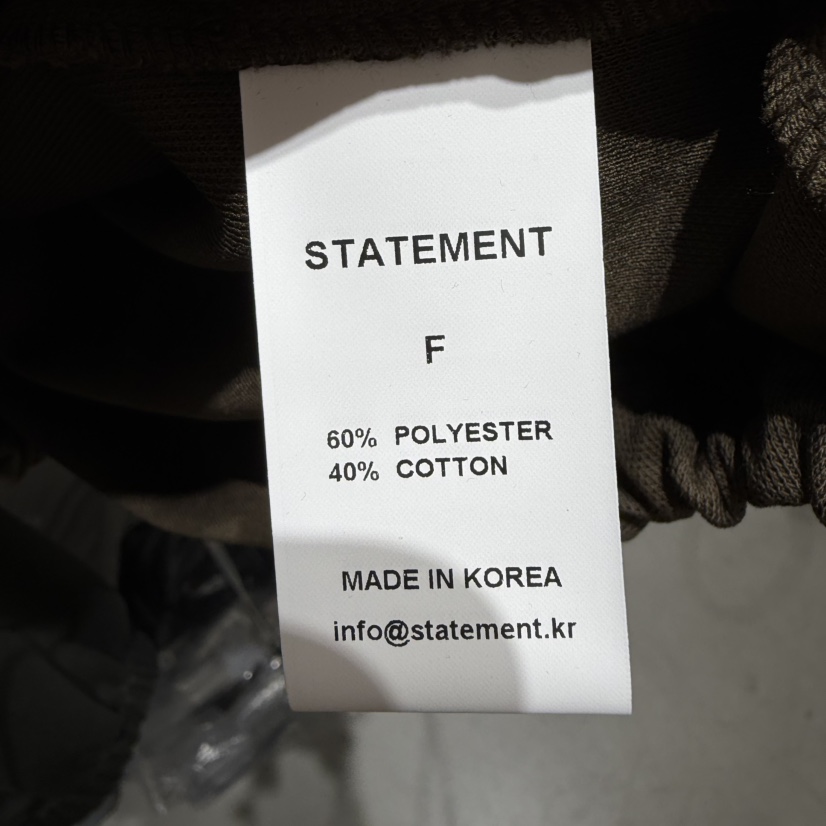 STATEMENT
F
60% POLYESTER
40% COTTON
MADE IN KOREA
info@statement.kr